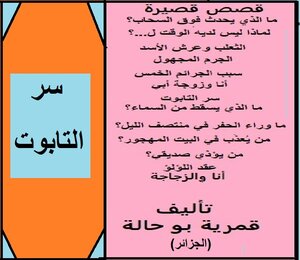 سر
التابوت
قصص قصيرة
ما الذي يحدث فوق السحاب؟
لماذا ليس لديه الوقت ل...؟
الثعلب وعرش الأسد
الجرم المجهول
سبب الجرائم الخمس
أنا وزوجة أبي
سر التابوت
ما الذي يسقط من السماء؟
ما وراء الحفر في منتصف الليل؟
من يُعذب في البيت المهجور؟
من يؤذي صديقي؟
عقد اللؤلؤ
أنا والزجاجة
تأليف
قمرية بو حالة
(الجزائر)